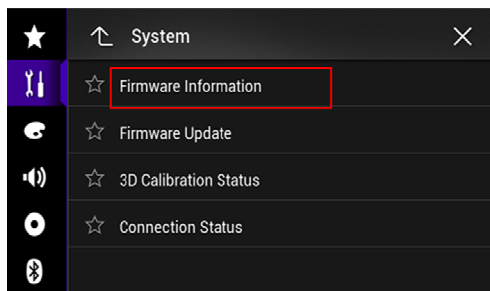 System
Firmware Information
Firmware Update
3D Calibration Status
Connection Status